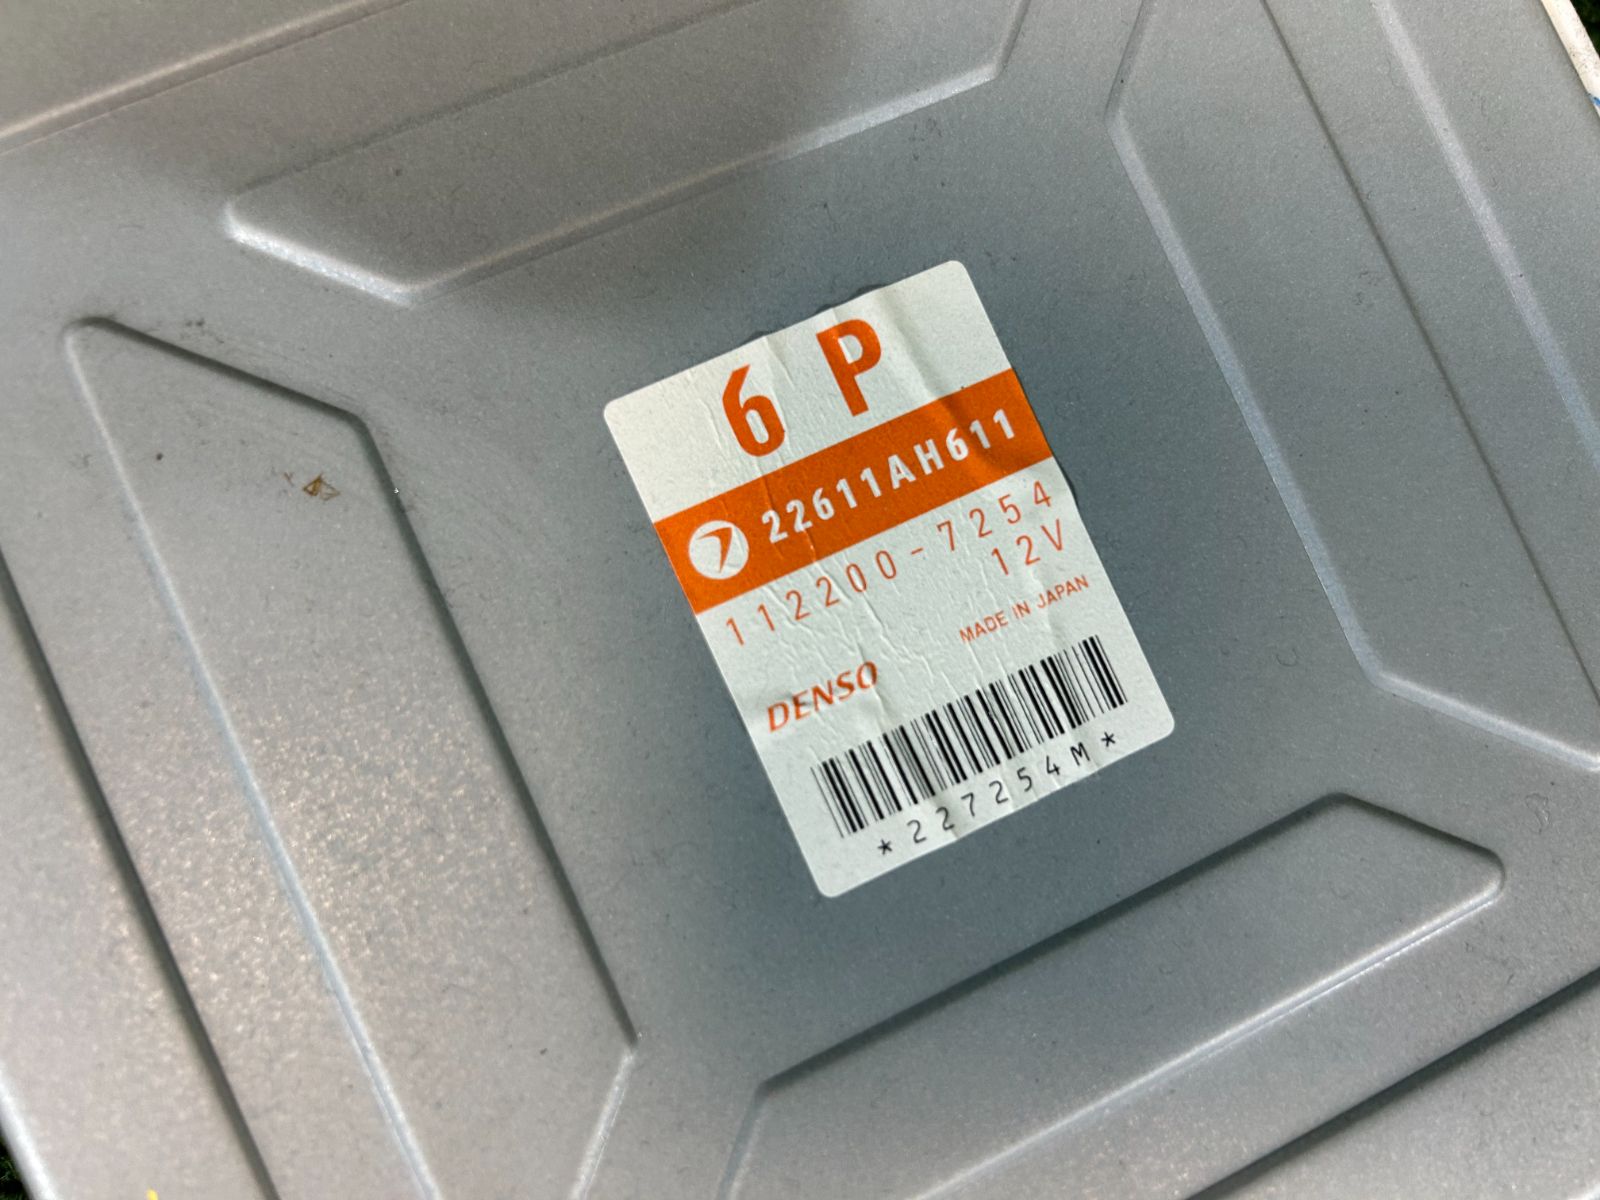 6 P
22611AH611
112200-7254
12V
MADE IN JAPAN
DENSO
*227254M*